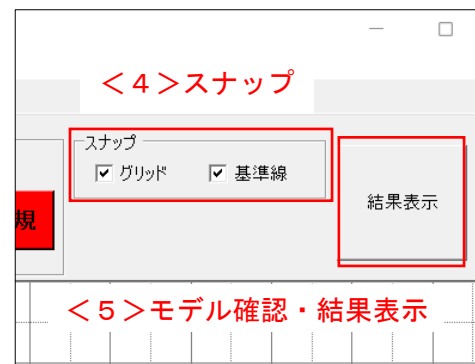 ＜４＞スナップ
スナップ
グリッド
基準線
結果表示
規
＜５＞モデル確認・結果表示